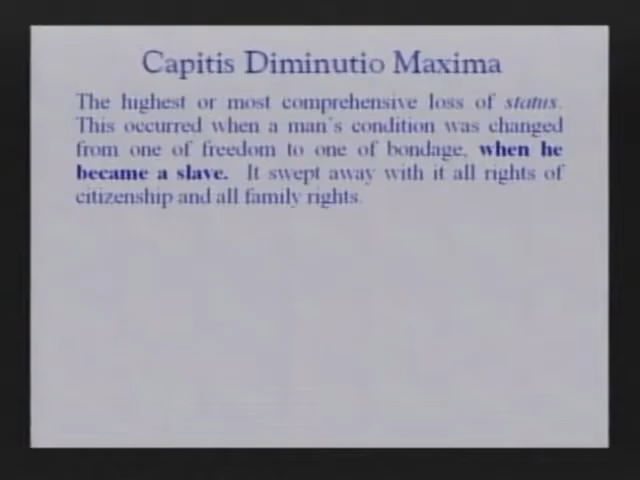 Capitis Diminutio Maxima
The highest or most comprehensive loss of status.
This occurred when a man's condition was changed
from one of freedom to one of bondage, when he
became a slave. It swept away with it all rights of
citizenship and all family rights.